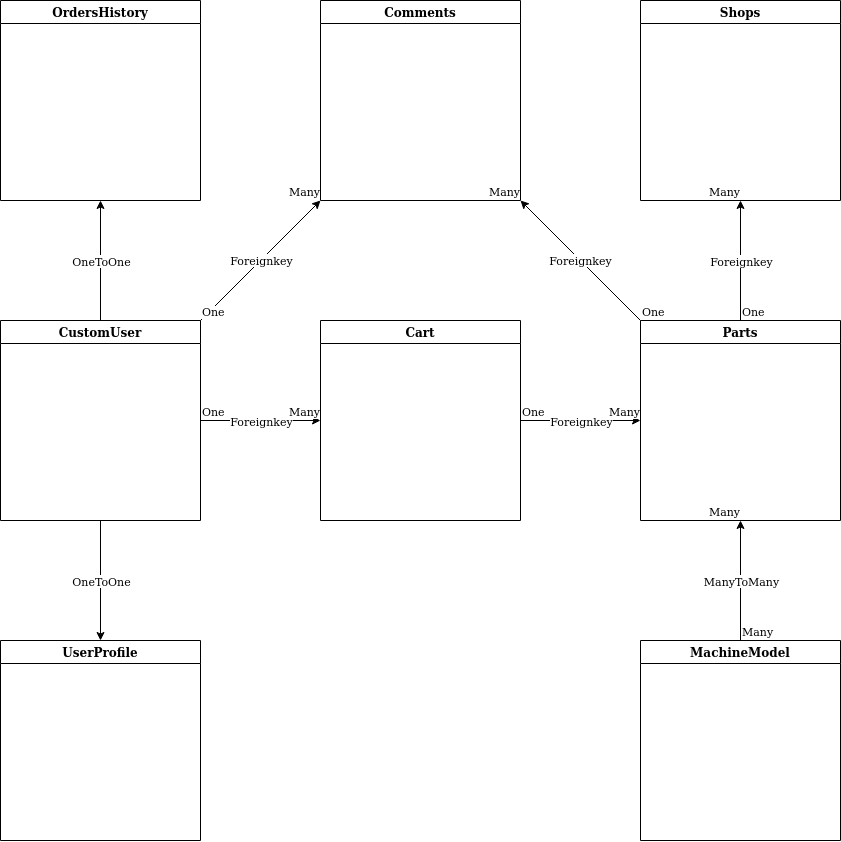 OrdersHistory
Comments
Shops
Many
Many
Many
OneToOne
Foreignkey
Foreignkey
Foreignkey
One
One
One
CustomUser
Cart
Parts
One
Foreignkey
Many
One
Foreignkey
Many
Many
OneToOne
ManyToMany
Many
UserProfile
MachineModel